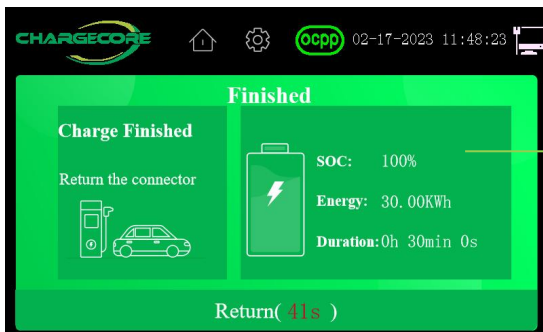 CHARGECORE
ocpp 02-17-2023 11:48:23
Finished
Charge Finished
Return the connector
SOC: 100%
Energy: 30.00KWh
Duration: 0h 30min 0s
Return( 41s )